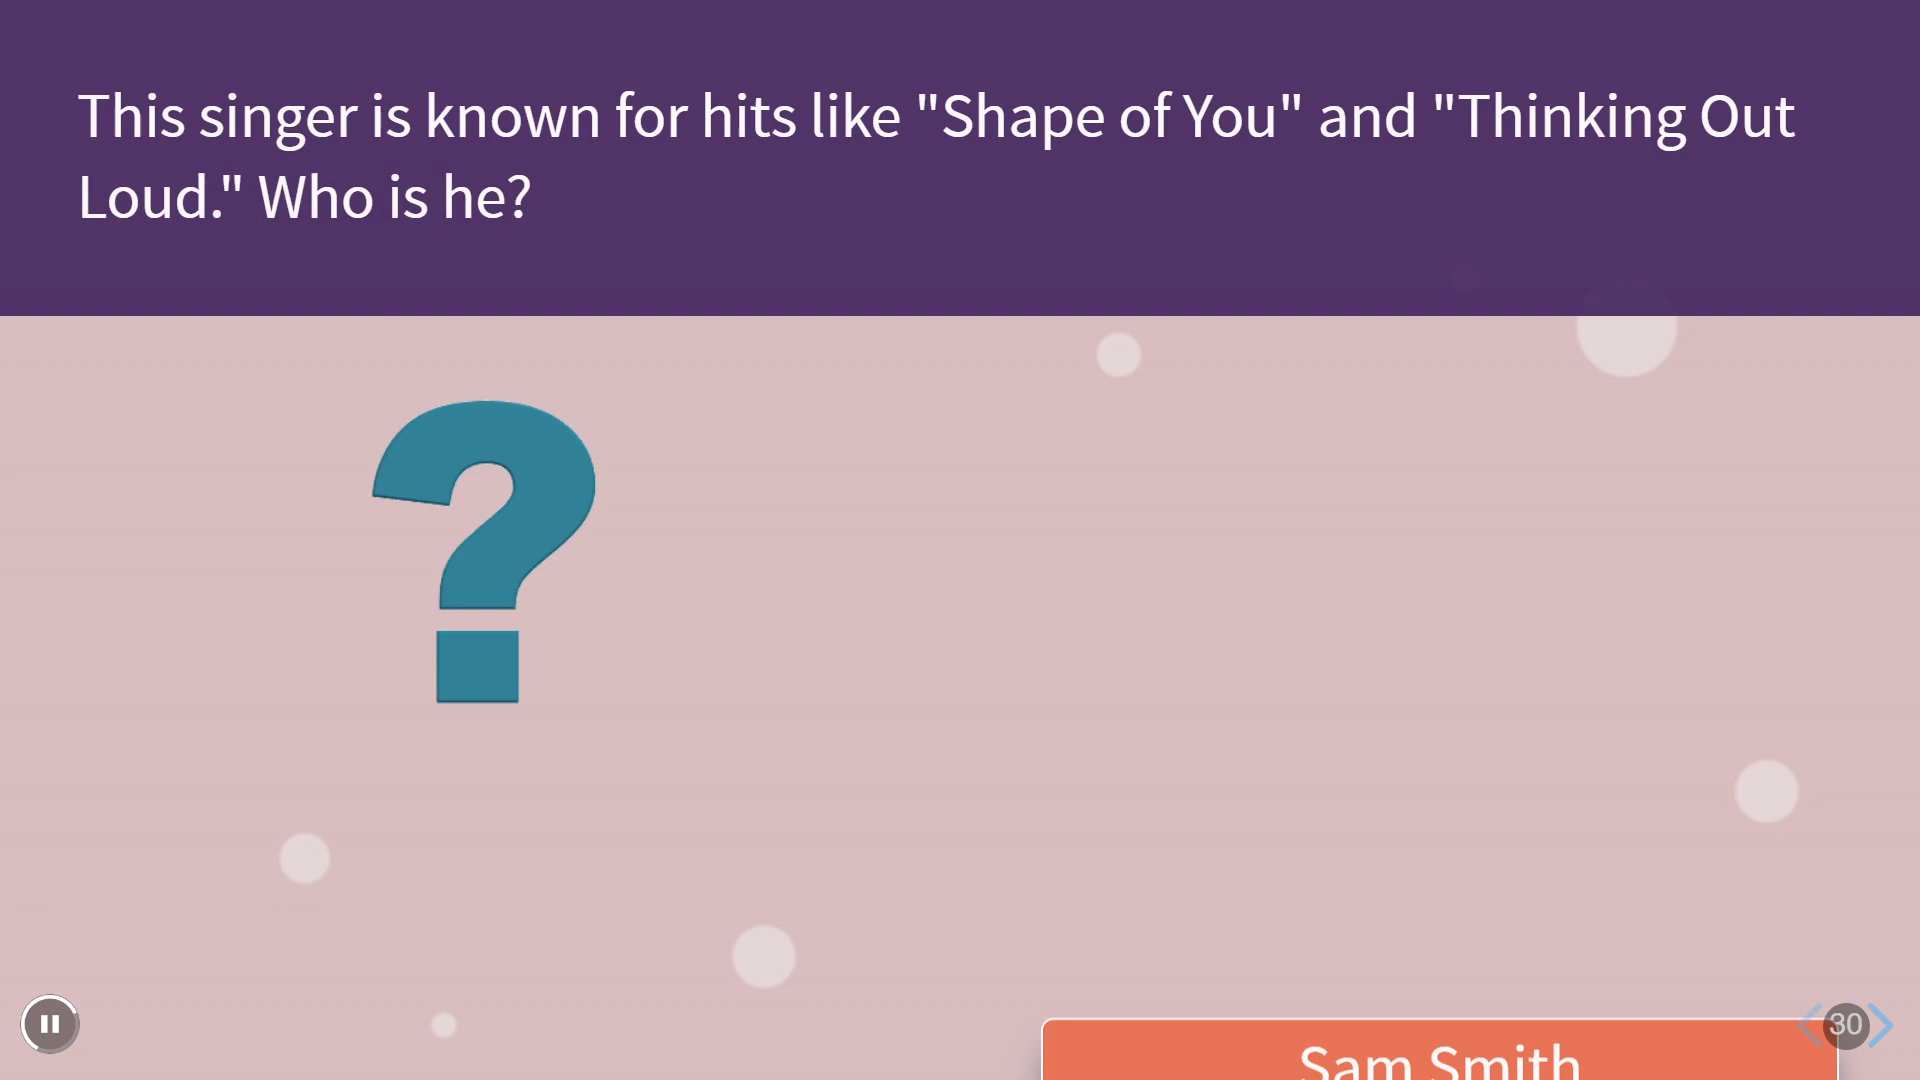 This singer is known for hits like "Shape of You" and "Thinking Out
Loud." Who is he?
?
Sam Smith
30